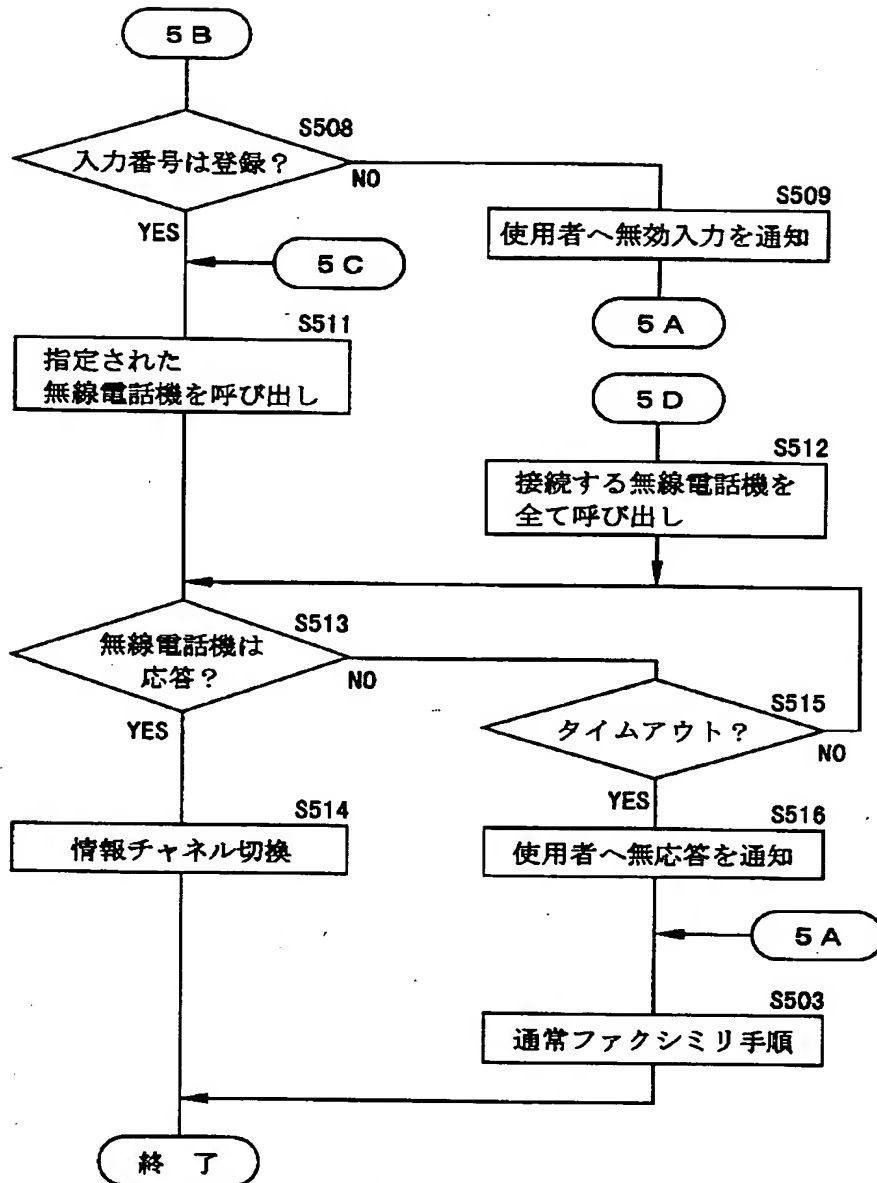 5B
S508
入力番号は登録？
NO
YES
S509
使用者へ無効入力を通知
5C
5A
S511
指定された
無線電話機を呼び出し
5D
S512
接続する無線電話機を
全て呼び出し
S513
無線電話機は
応答？
NO
YES
S515
タイムアウト？
NO
YES
S514
情報チャネル切換
S516
使用者へ無応答を通知
5A
S503
通常ファクシミリ手順
終 了